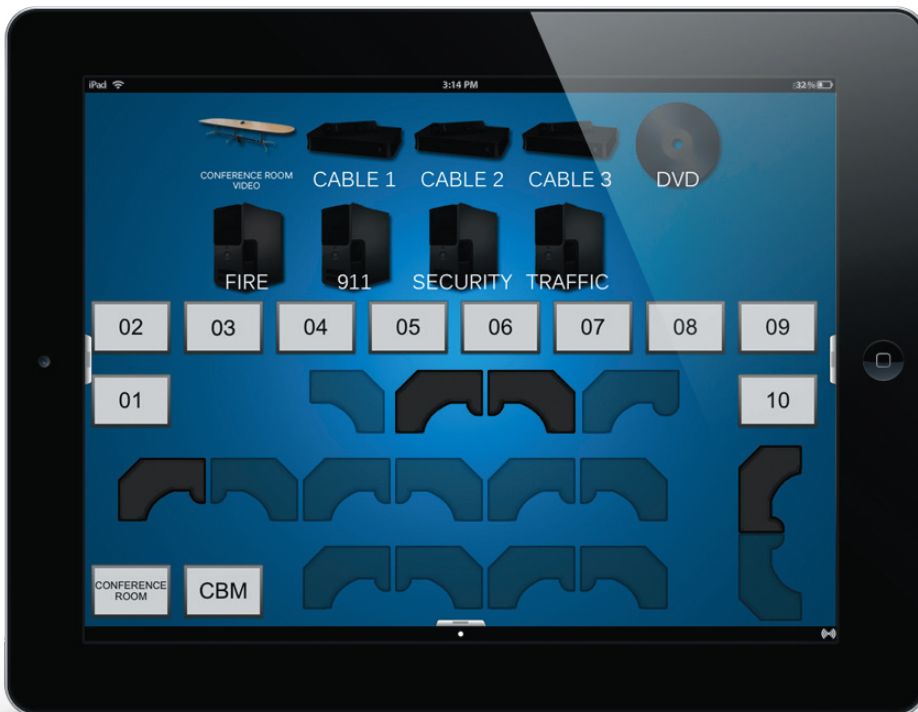 iPad
3:14 PM
32%
CONFERENCE ROOM
VIDEO
CABLE 1
CABLE 2
CABLE 3
DVD
FIRE
911
SECURITY
TRAFFIC
02
03
04
05
06
07
08
09
01
10
CONFERENCE
ROOM
CBM